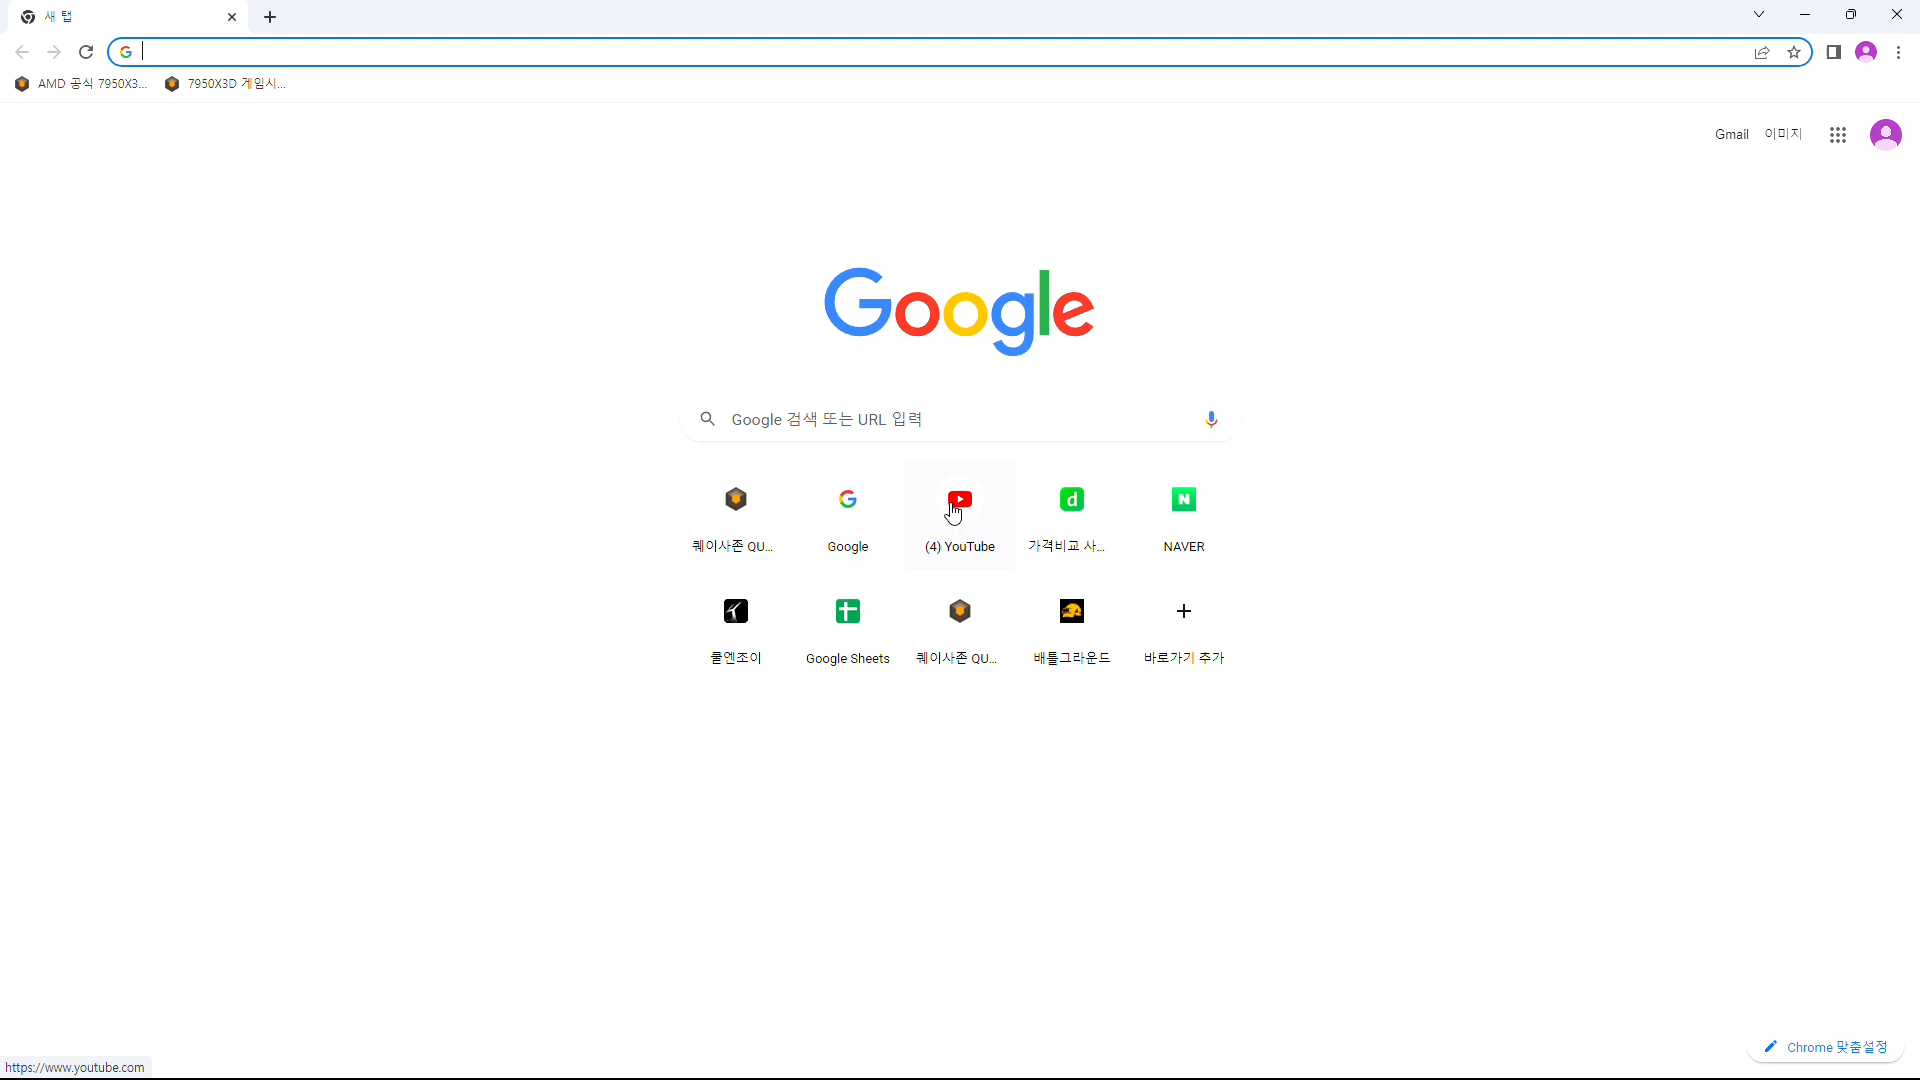 새 탭
AMD 공식 7950X3... 7950X3D 게임시...
Gmail 이미지
Google
Google 검색 또는 URL 입력
퀘이사존 QU... Google (4) YouTube 가격비교 사... NAVER
쿨엔조이 Google Sheets 퀘이사존 QU... 배틀그라운드 바로가기 추가
Chrome 맞춤설정
https://www.youtube.com